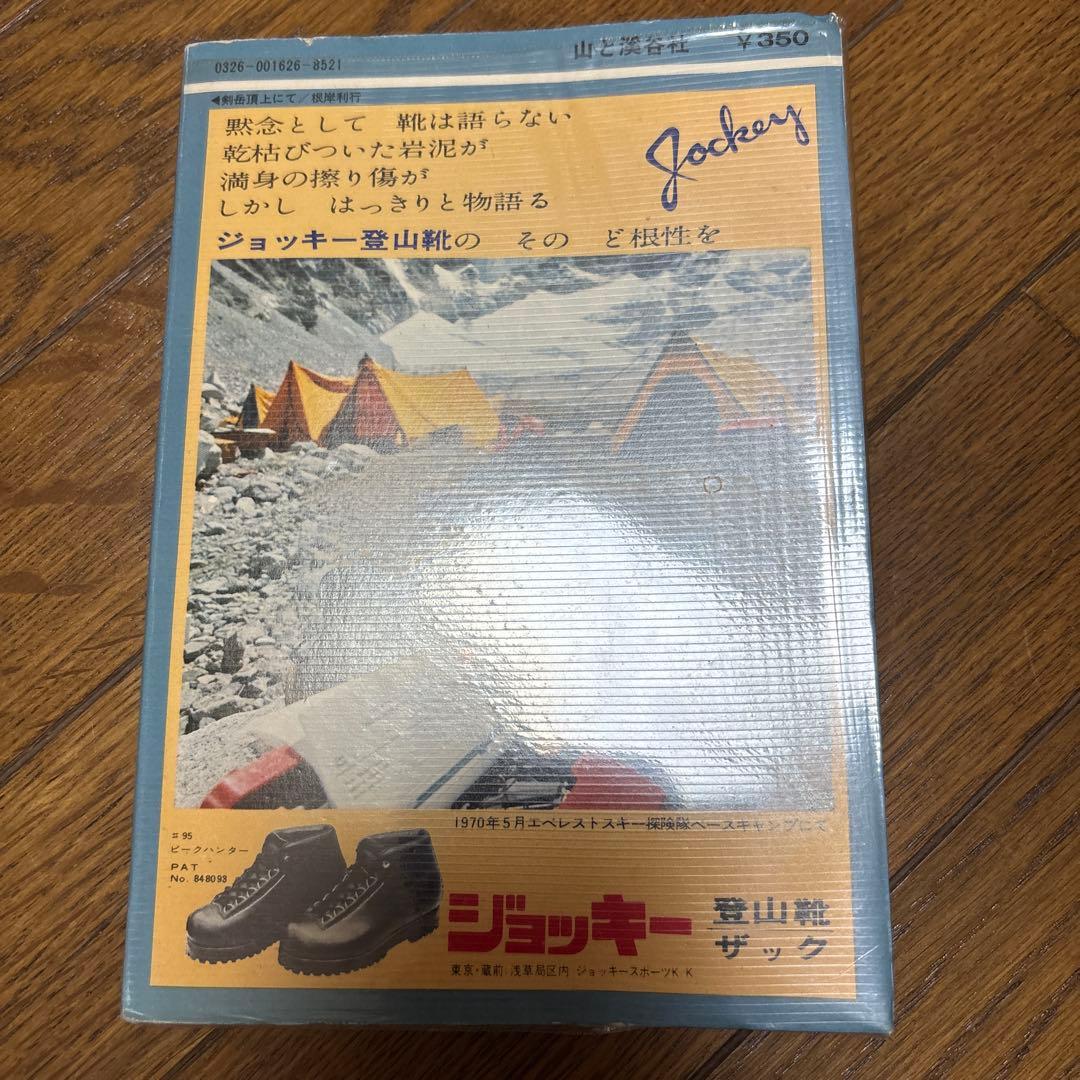 0326-001626-8521
山と溪谷社 ¥350
◀剣岳頂上にて/根岸利行
黙念として 靴は語らない
乾枯びついた岩泥が
満身の擦り傷が
しかし はっきりと物語る
ジョッキー登山靴の その ど根性を
Jockey
1970年5月エベレストスキー探険隊ベースキャンプにて
#95
ピークハンター
PAT
No. 848093
ジョッキー 登山靴
ザック
東京・蔵前 浅草局区内 ジョッキースポーツK K